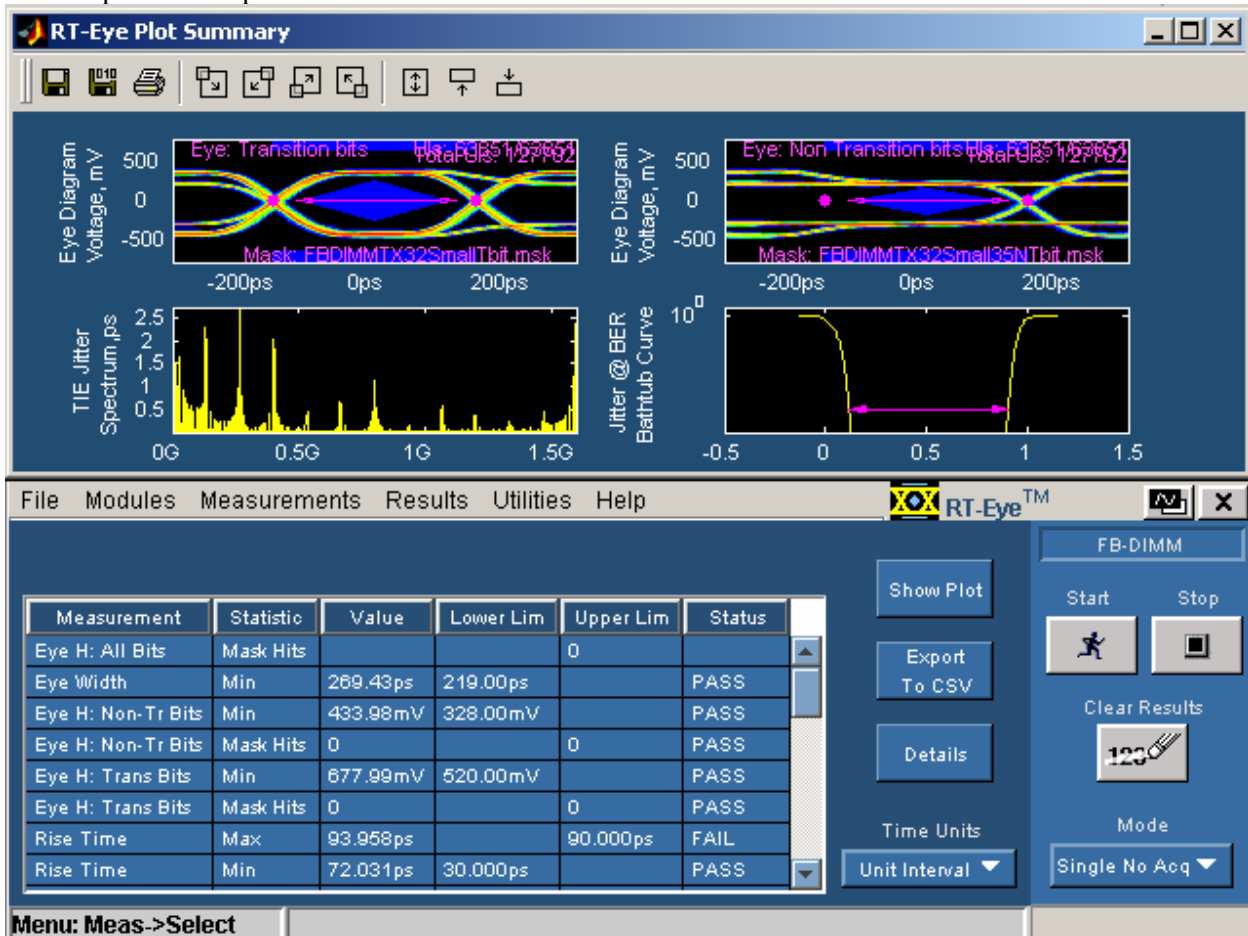 RT-Eye Plot Summary
Eye Diagram
Voltage, mV
500
0
-500
Eye: Transition bits
Mask: FBDIMMTX32SmallTbit.msk
-200ps 0ps 200ps
Eye Diagram
Voltage, mV
500
0
-500
Eye: Non Transition bits
Mask: FBDIMMTX32Small35NTbit.msk
-200ps 0ps 200ps
TIE Jitter
Spectrum,ps
2.5
2
1.5
1
0.5
0G 0.5G 1G 1.5G
Jitter @ BER
Bathtub Curve
10^0
-0.5 0 0.5 1 1.5
File Modules Measurements Results Utilities Help
RT-Eye™
FB-DIMM
Measurement Statistic Value Lower Lim Upper Lim Status
Eye H: All Bits Mask Hits 0
Eye Width Min 269.43ps 219.00ps PASS
Eye H: Non-Tr Bits Min 433.98mV 328.00mV PASS
Eye H: Non-Tr Bits Mask Hits 0 0 PASS
Eye H: Trans Bits Min 677.99mV 520.00mV PASS
Eye H: Trans Bits Mask Hits 0 0 PASS
Rise Time Max 93.958ps 90.000ps FAIL
Rise Time Min 72.031ps 30.000ps PASS
Show Plot
Export
To CSV
Details
Time Units
Unit Interval
Start Stop
Clear Results
123
Mode
Single No Acq
Menu: Meas->Select